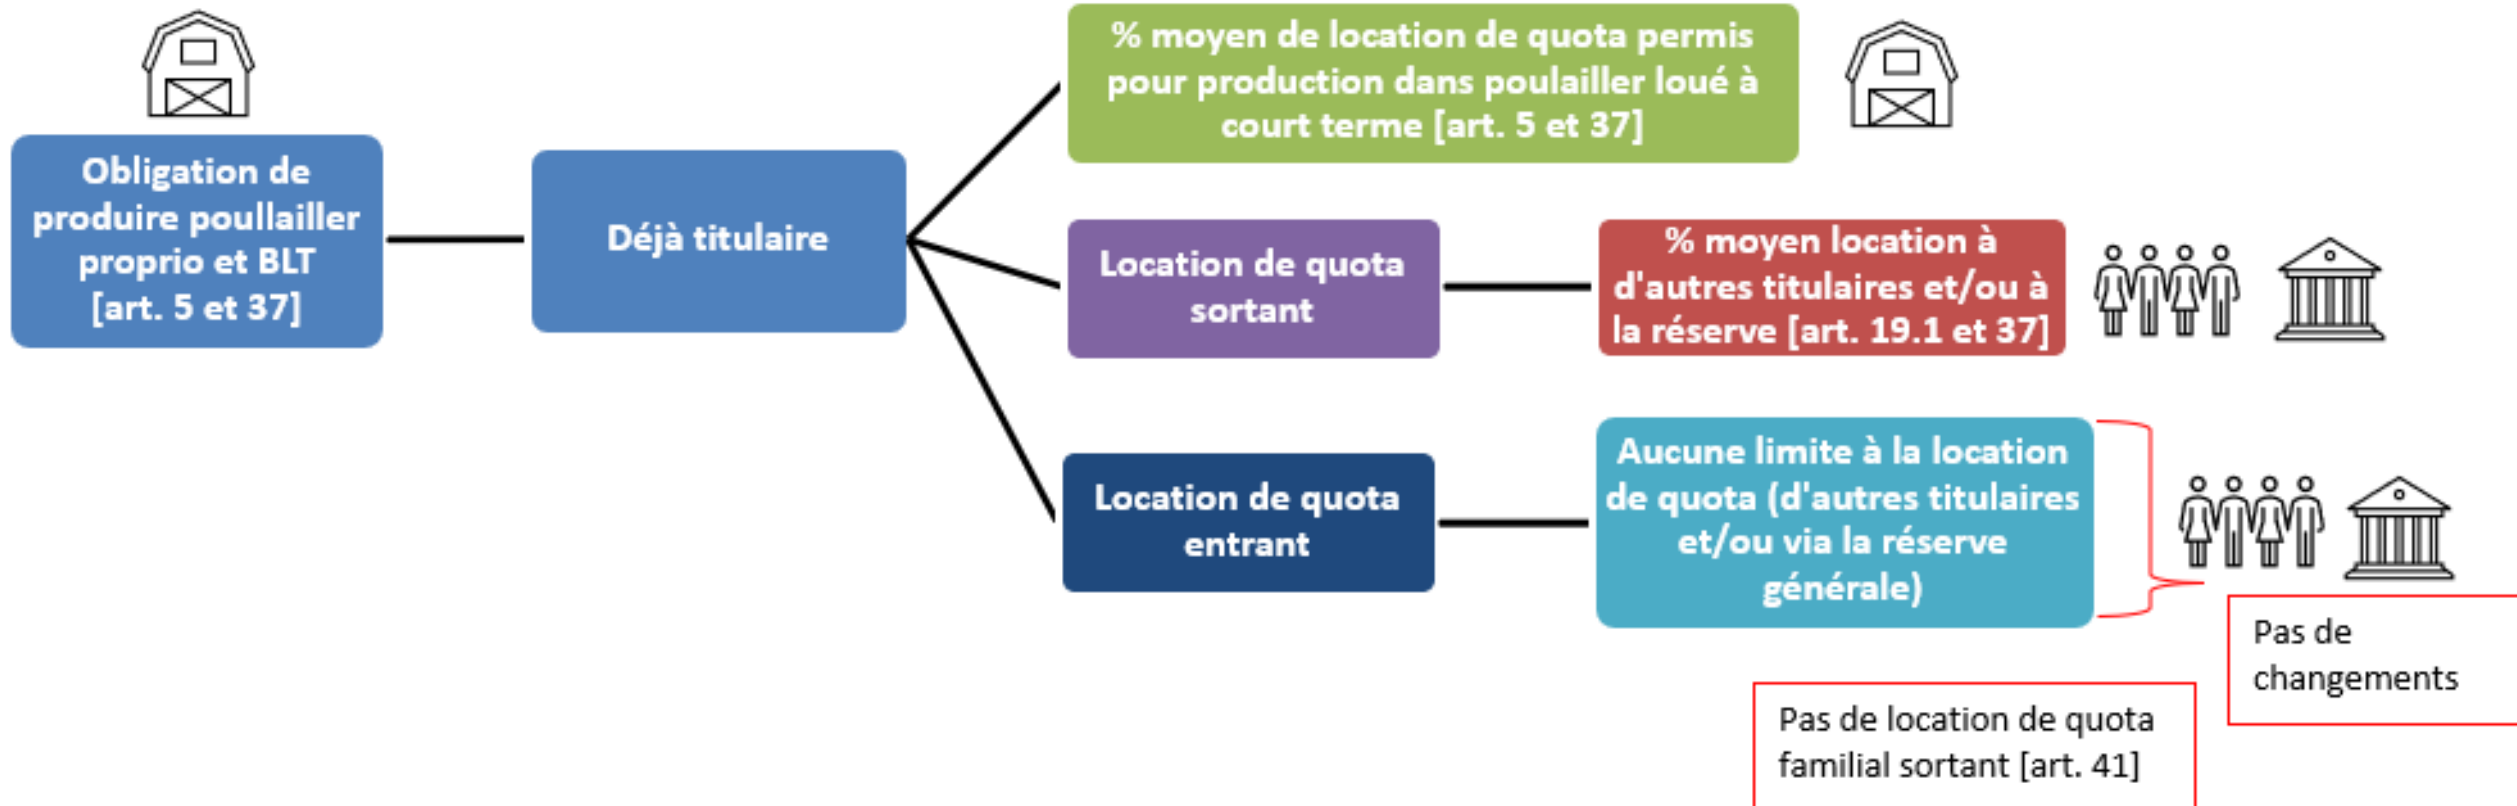 Obligation de
produire poullailler
proprio et BLT
[art. 5 et 37]
Déjà titulaire
% moyen de location de quota permis
pour production dans poulailler loué à
court terme [art. 5 et 37]
Location de quota
sortant
% moyen location à
d'autres titulaires et/ou à
la réserve [art. 19.1 et 37]
Location de quota
entrant
Aucune limite à la location
de quota (d'autres titulaires
et/ou via la réserve
générale)
Pas de
changements
Pas de location de quota
familial sortant [art. 41]